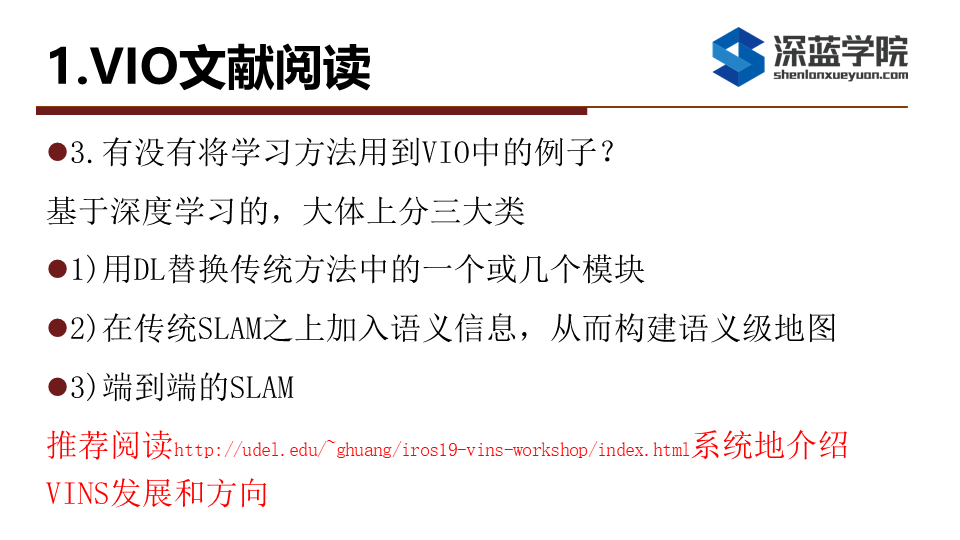 1.VIO文献阅读
深蓝学院
shenlanxueyuan.com
●3.有没有将学习方法用到VIO中的例子？
基于深度学习的，大体上分三大类
●1)用DL替换传统方法中的一个或几个模块
●2)在传统SLAM之上加入语义信息，从而构建语义级地图
●3)端到端的SLAM
推荐阅读http://udel.edu/~ghuang/iros19-vins-workshop/index.html系统地介绍
VINS发展和方向